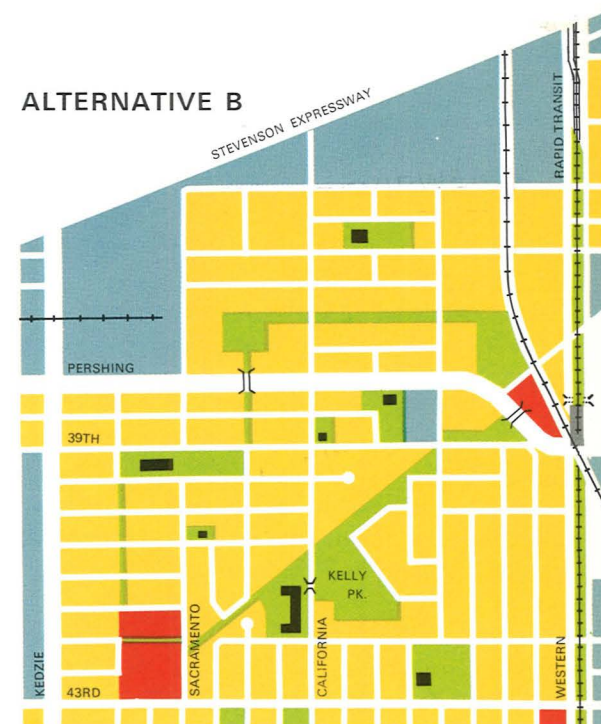 ALTERNATIVE B
STEVENSON EXPRESSWAY
RAPID TRANSIT
PERSHING
39TH
KELLY
PK.
KEDZIE
43RD
SACRAMENTO
CALIFORNIA
WESTERN